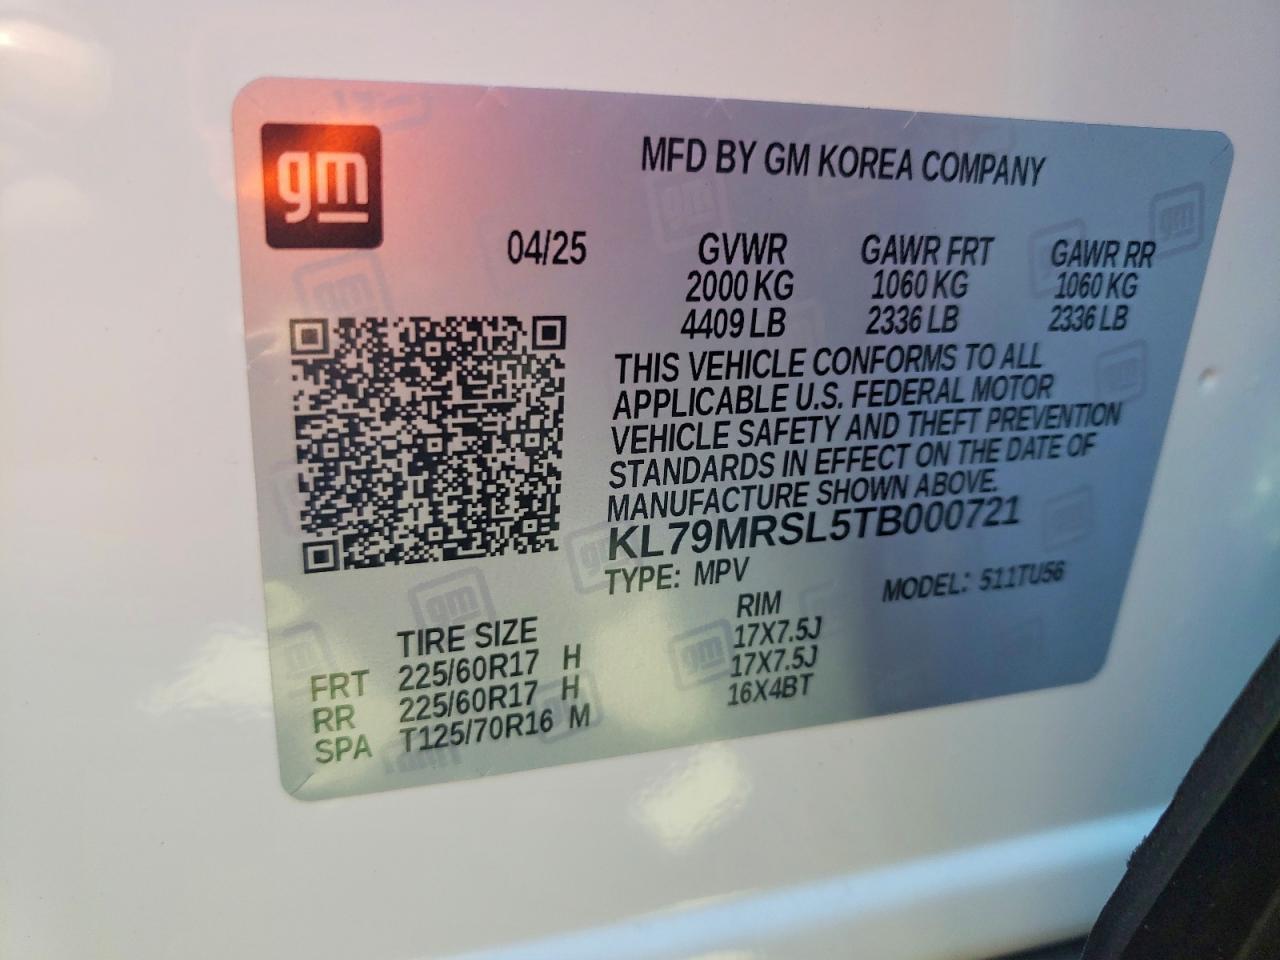 gm
MFD BY GM KOREA COMPANY
04/25 GVWR GAWR FRT GAWR RR
2000 KG 1060 KG 1060 KG
4409 LB 2336 LB 2336 LB
THIS VEHICLE CONFORMS TO ALL
APPLICABLE U.S. FEDERAL MOTOR
VEHICLE SAFETY AND THEFT PREVENTION
STANDARDS IN EFFECT ON THE DATE OF
MANUFACTURE SHOWN ABOVE.
KL79MRSL5TB000721
TYPE: MPV MODEL: 511TU56
TIRE SIZE RIM
FRT 225/60R17 H 17X7.5J
RR 225/60R17 H 17X7.5J
SPA T125/70R16 M 16X4BT